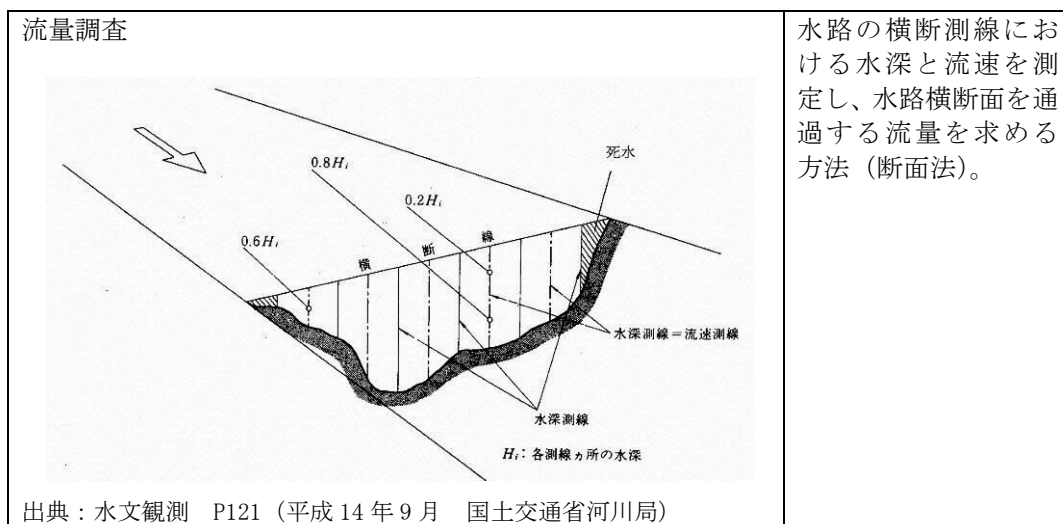 流量調査
死水
0.8Hi
0.2Hi
0.6Hi
横断線
水深測線＝流速測線
水深測線
Hi：各測線ヵ所の水深
出典：水文観測　P121（平成14年9月　国土交通省河川局）
水路の横断測線にお
ける水深と流速を測
定し、水路横断面を通
過する流量を求める
方法（断面法）。